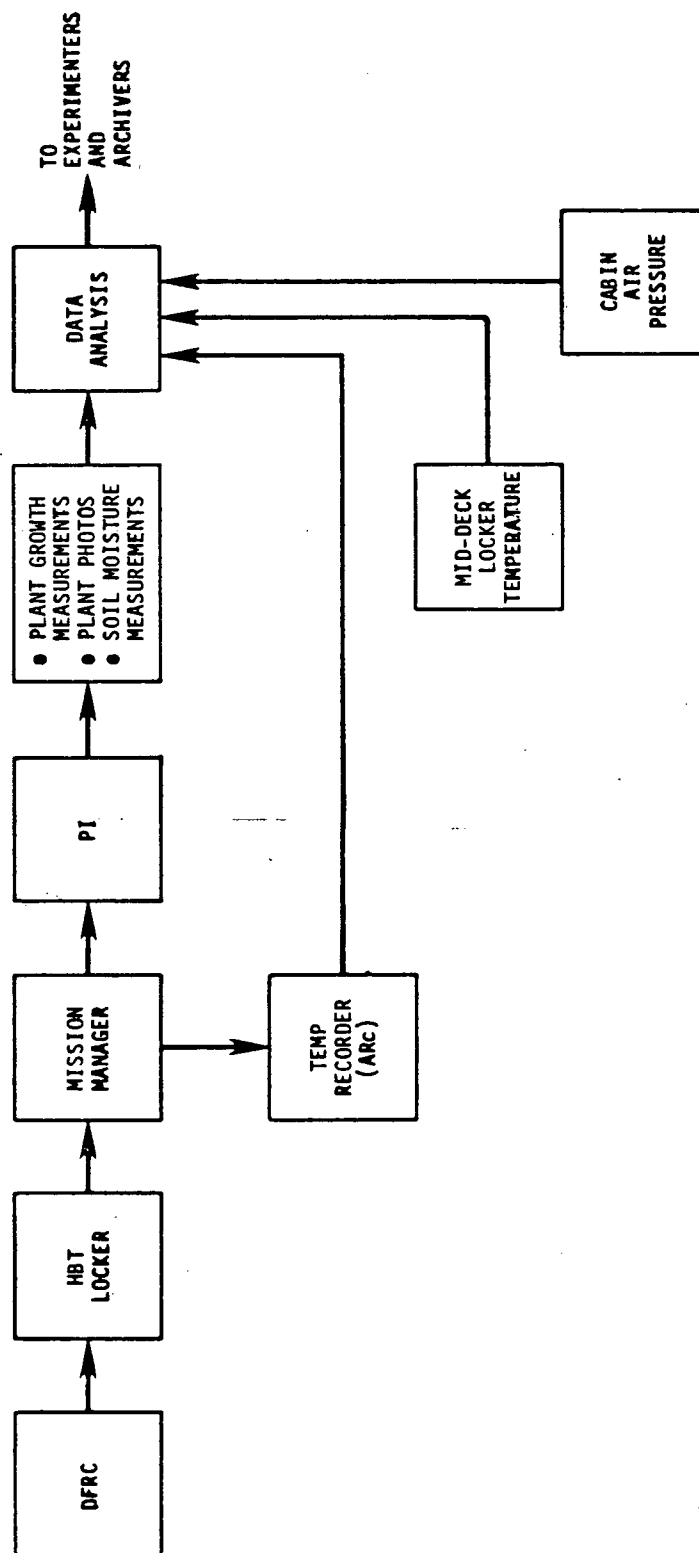 DFRC
HBT
LOCKER
MISSION
MANAGER
PI
● PLANT GROWTH
MEASUREMENTS
● PLANT PHOTOS
● SOIL MOISTURE
MEASUREMENTS
DATA
ANALYSIS
TO
EXPERIMENTERS
AND
ARCHIVERS
TEMP
RECORDER
(ARc)
MID-DECK
LOCKER
TEMPERATURE
CABIN
AIR
PRESSURE